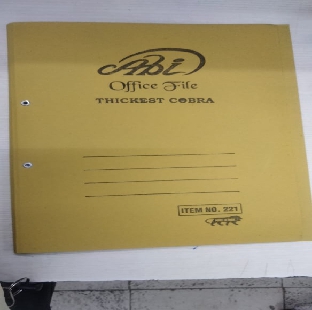 Abi
Office File
THICKEST COBRA
ITEM NO. 221